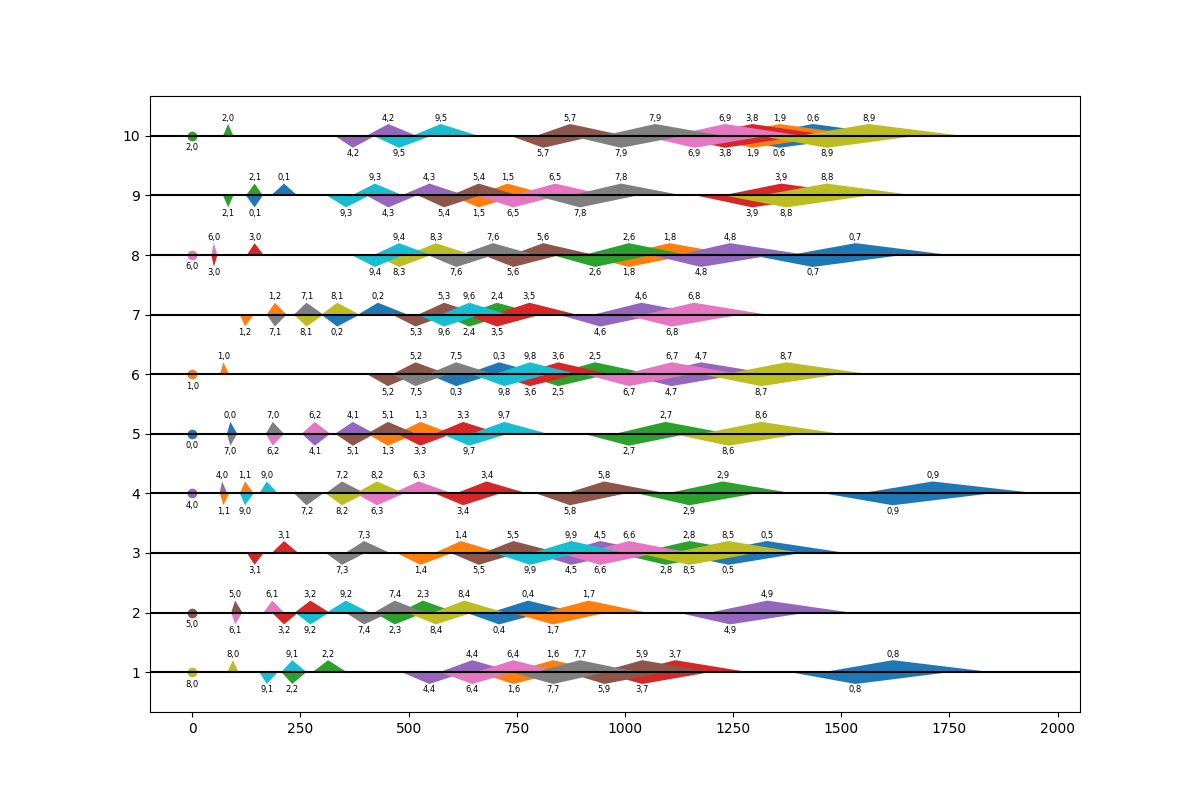 2,0 4,2 9,5 5,7 7,9 6,9 3,8 1,9 0,6 8,9
10
2,0 4,2 9,5 5,7 7,9 6,9 3,8 1,9 0,6 8,9
2,1 0,1 9,3 4,3 5,4 1,5 6,5 7,8 3,9 8,8
9
2,1 0,1 9,3 4,3 5,4 1,5 6,5 7,8 3,9 8,8
6,0 3,0 9,4 8,3 7,6 5,6 2,6 1,8 4,8 0,7
8
6,0 3,0 9,4 8,3 7,6 5,6 2,6 1,8 4,8 0,7
1,2 7,1 8,1 0,2 5,3 9,6 2,4 3,5 4,6 6,8
7
1,2 7,1 8,1 0,2 5,3 9,6 2,4 3,5 4,6 6,8
1,0 5,2 7,5 0,3 9,8 3,6 2,5 6,7 4,7 8,7
6
1,0 5,2 7,5 0,3 9,8 3,6 2,5 6,7 4,7 8,7
0,0 7,0 6,2 4,1 5,1 1,3 3,3 9,7 2,7 8,6
5
0,0 7,0 6,2 4,1 5,1 1,3 3,3 9,7 2,7 8,6
4,0 1,1 9,0 7,2 8,2 6,3 3,4 5,8 2,9 0,9
4
4,0 1,1 9,0 7,2 8,2 6,3 3,4 5,8 2,9 0,9
3,1 7,3 1,4 5,5 9,9 4,5 6,6 2,8 8,5 0,5
3
3,1 7,3 1,4 5,5 9,9 4,5 6,6 2,8 8,5 0,5
5,0 6,1 3,2 9,2 7,4 2,3 8,4 0,4 1,7 4,9
2
5,0 6,1 3,2 9,2 7,4 2,3 8,4 0,4 1,7 4,9
8,0 9,1 2,2 4,4 6,4 1,6 7,7 5,9 3,7 0,8
1
8,0 9,1 2,2 4,4 6,4 1,6 7,7 5,9 3,7 0,8
0 250 500 750 1000 1250 1500 1750 2000